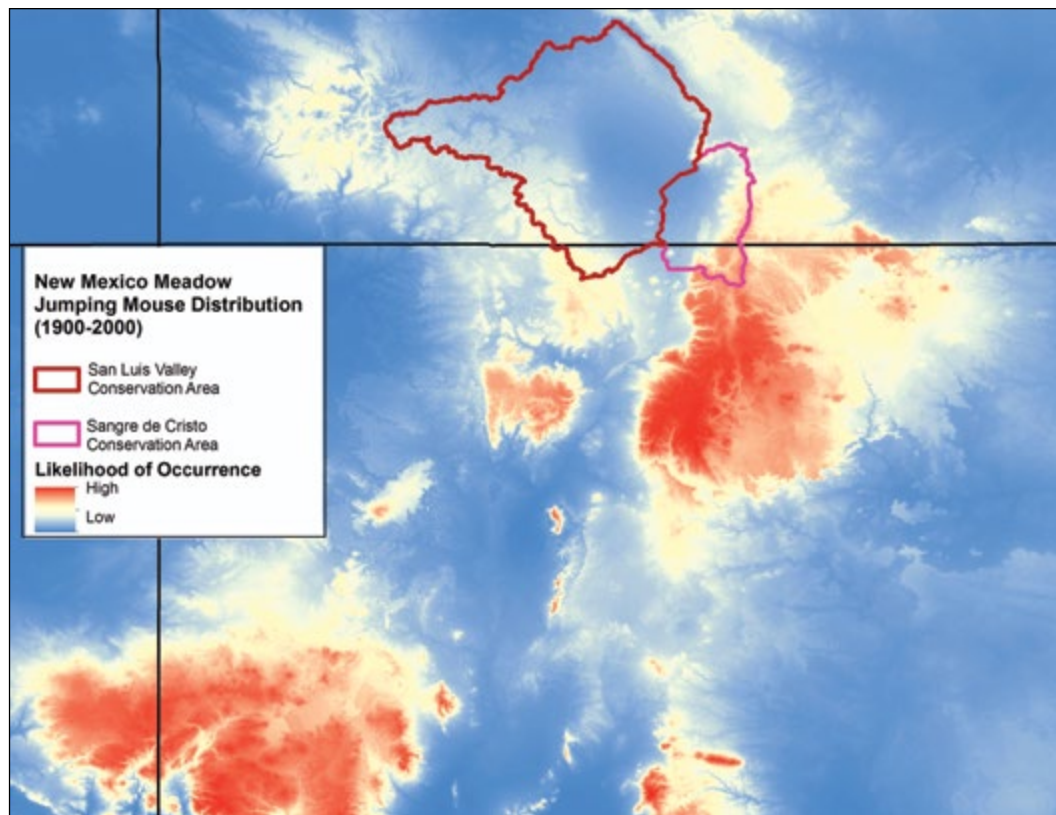 New Mexico Meadow
Jumping Mouse Distribution
(1900-2000)
San Luis Valley
Conservation Area
Sangre de Cristo
Conservation Area
Likelihood of Occurrence
High
Low